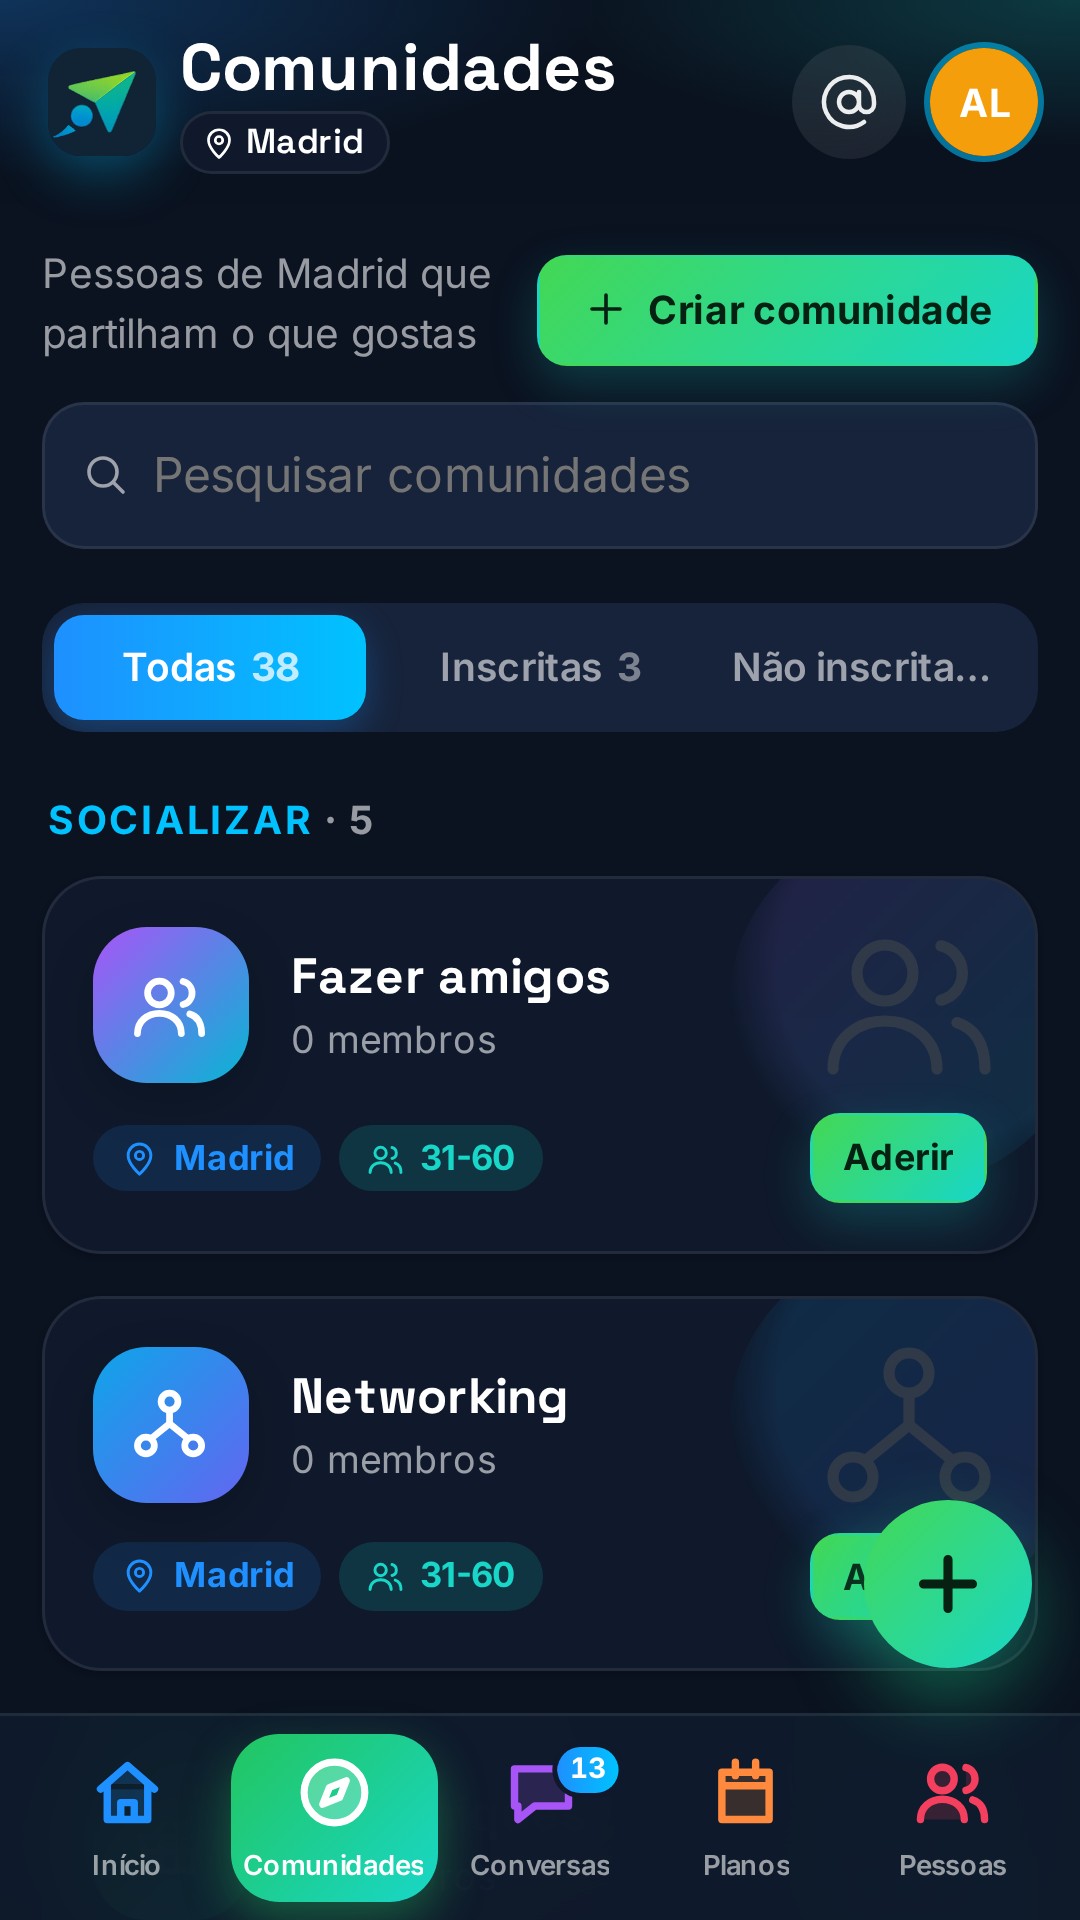 Comunidades
Madrid
AL
Pessoas de Madrid que
partilham o que gostas
Criar comunidade
Pesquisar comunidades
Todas 38
Inscritas 3
Não inscrita...
SOCIALIZAR · 5
Fazer amigos
0 membros
Madrid
31-60
Aderir
Networking
0 membros
Madrid
31-60
13
Início
Comunidades
Conversas
Planos
Pessoas